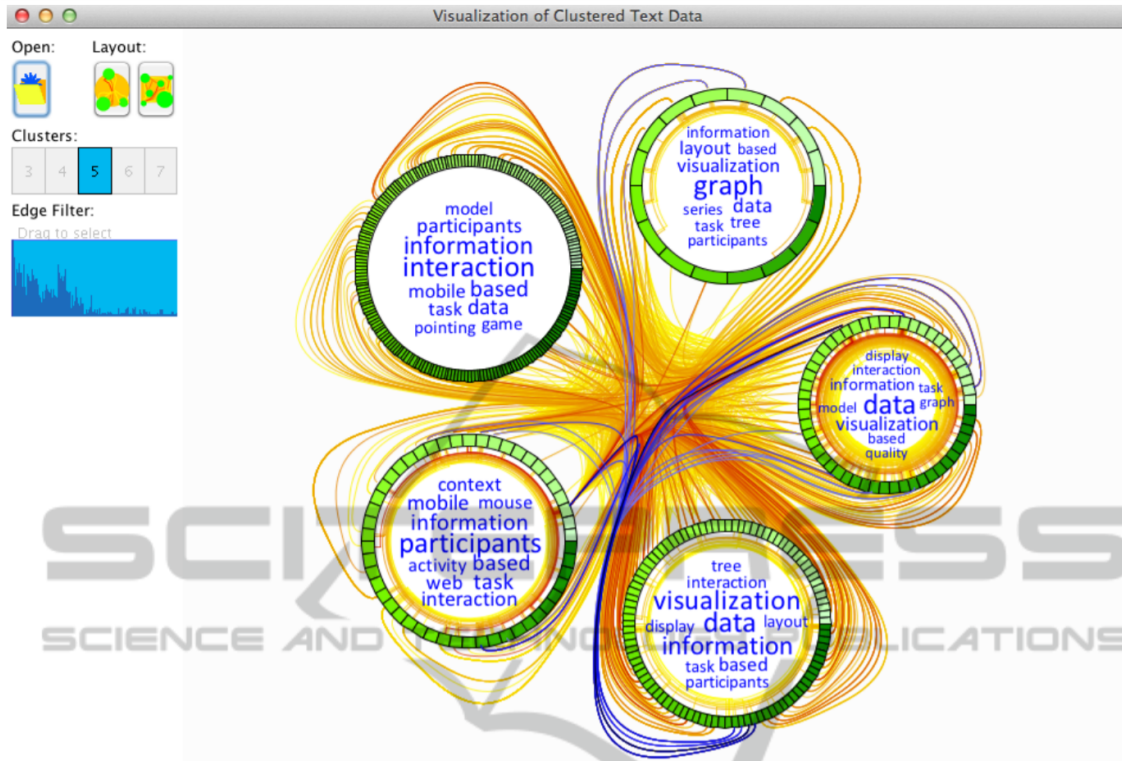 Visualization of Clustered Text Data
Open:
Layout:
Clusters:
3 4 5 6 7
Edge Filter:
Drag to select
model
participants
information
interaction
mobile based
task data
pointing game
information
layout based
visualization
graph
series data
task tree
participants
display
interaction
information task
model data graph
visualization
based
quality
context
mobile mouse
information
participants
activity based
web task
interaction
tree
interaction
visualization
display data layout
information
task based
participants
SCITEPRESS
SCIENCE AND TECHNOLOGY PUBLICATIONS